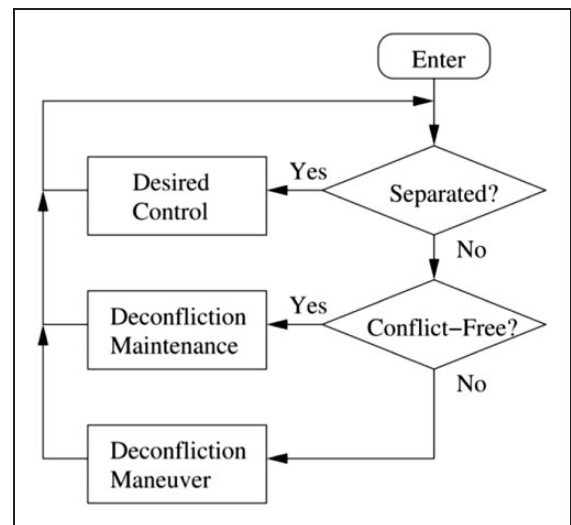 Enter
Yes
Desired
Control
Separated?
No
Yes
Deconfliction
Maintenance
Conflict−Free?
No
Deconfliction
Maneuver